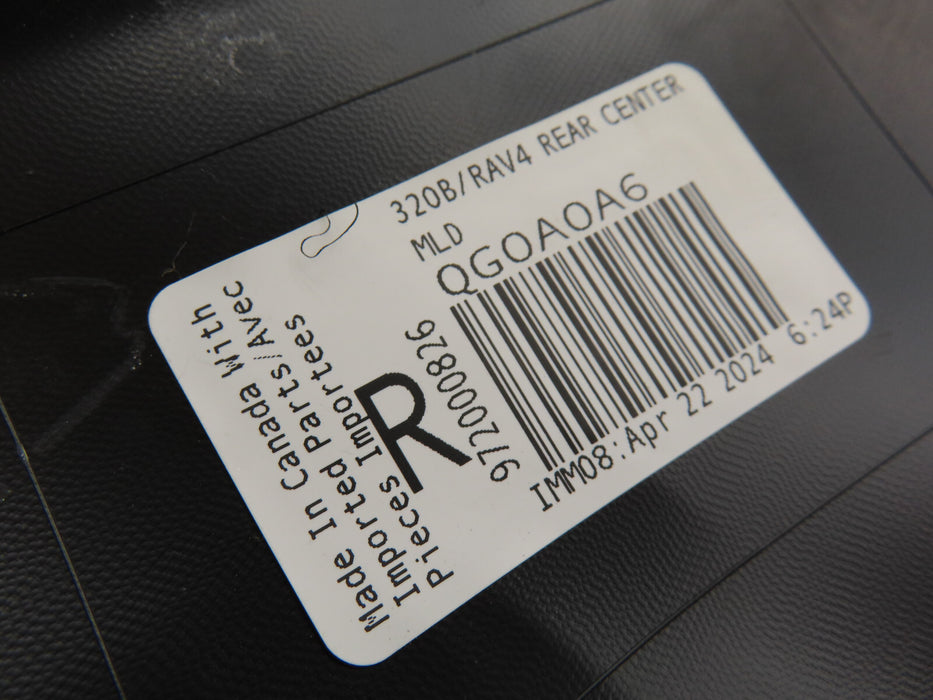 320B/RAV4 REAR CENTER
MLD
QG0A0A6
IMM08:Apr 22 2024 6:24P
9720000826
R
Made In Canada With
Imported Parts/Avec
Pieces Importees